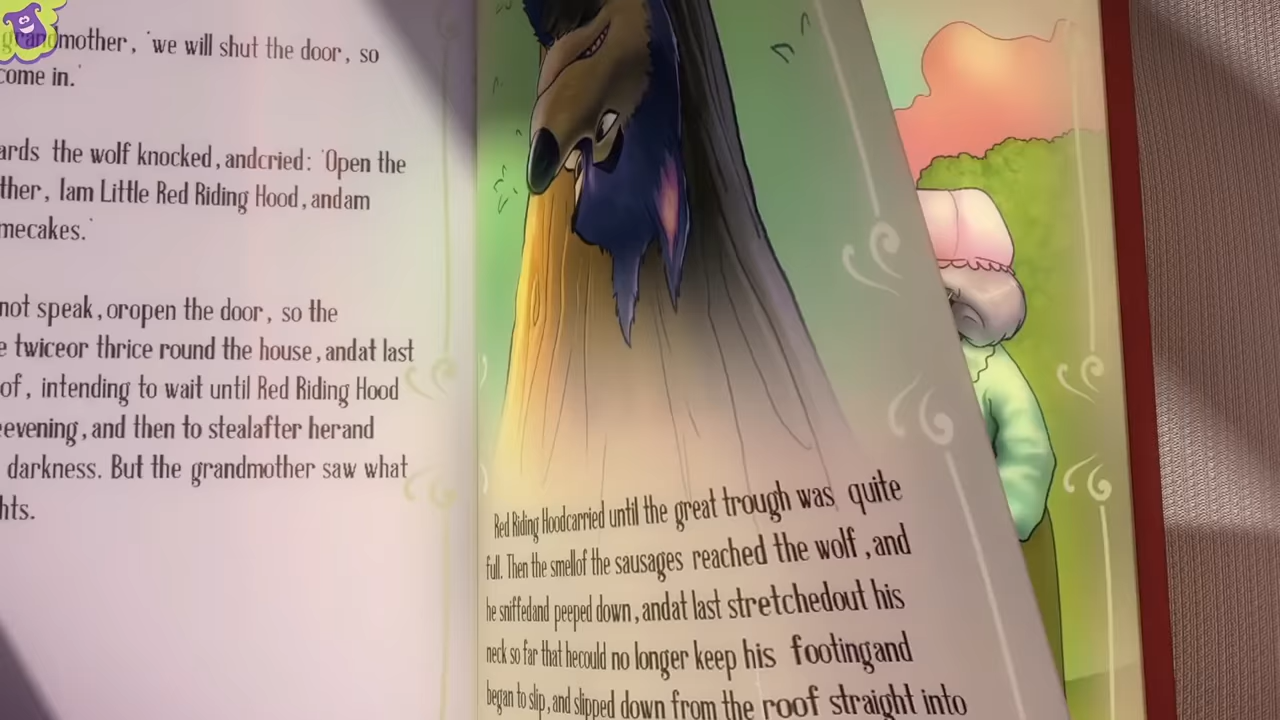 grandmother, 'we will shut the door, so
come in.'
ards the wolf knocked, andcried: 'Open the
ther, Iam Little Red Riding Hood, andam
mecakes.'
not speak, oropen the door, so the
e twiceor thrice round the house, andat last
of, intending to wait until Red Riding Hood
evening, and then to stealafter herand
darkness. But the grandmother saw what
hts.
Red Riding Hoodcarried until the great trough was quite
full. Then the smellof the sausages reached the wolf, and
he sniffedand peeped down, andat last stretchedout his
neck so far that hecould no longer keep his footingand
began to slip, and slipped down from the roof straight into